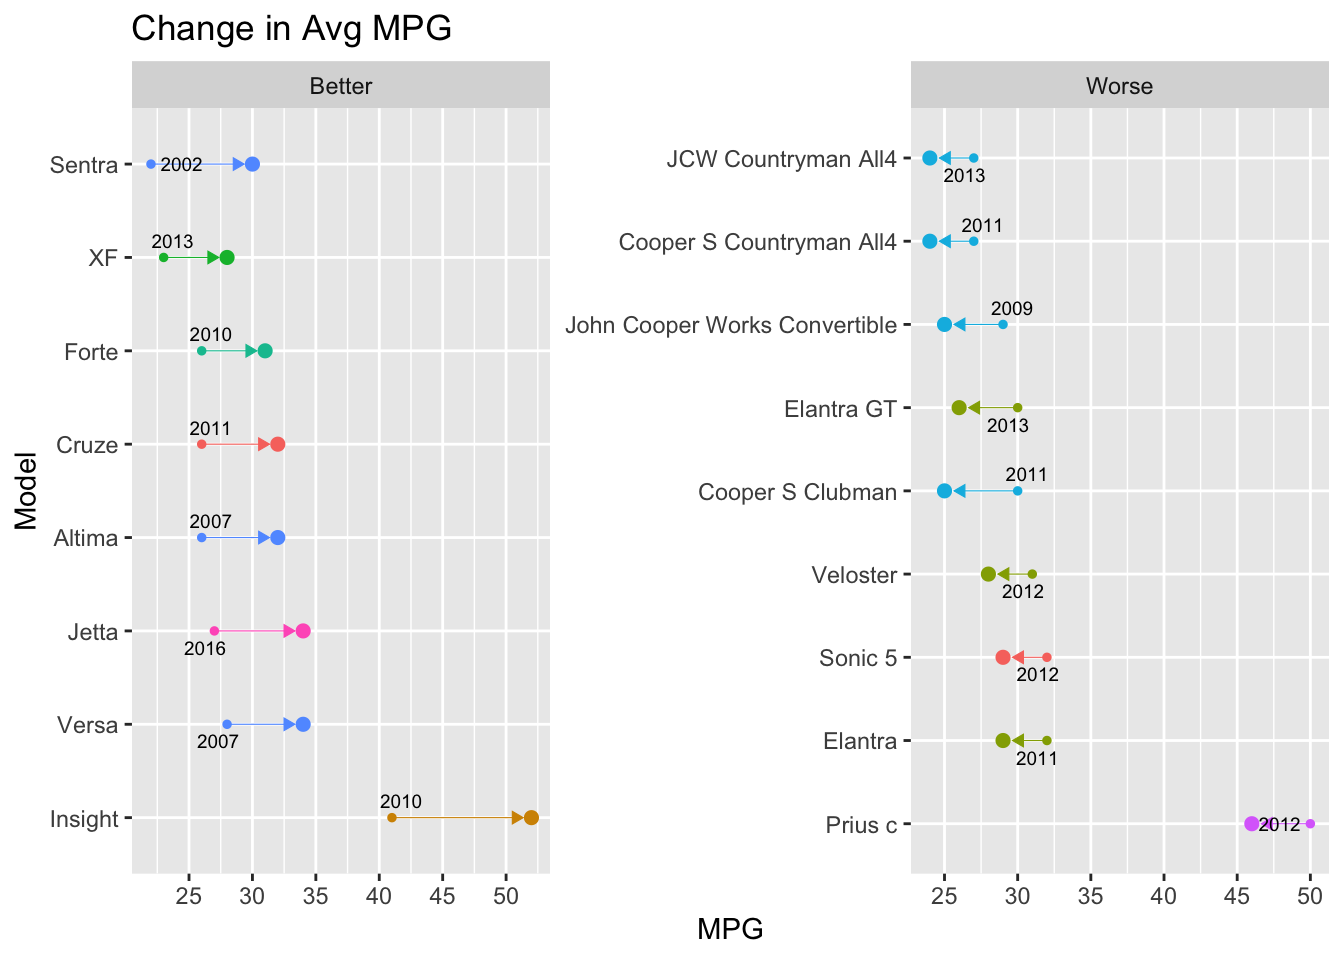 Change in Avg MPG
Better
Worse
Model
Sentra
XF
Forte
Cruze
Altima
Jetta
Versa
Insight
2002
2013
2010
2011
2007
2016
2007
2010
25 30 35 40 45 50
JCW Countryman All4
Cooper S Countryman All4
John Cooper Works Convertible
Elantra GT
Cooper S Clubman
Veloster
Sonic 5
Elantra
Prius c
2013
2011
2009
2013
2011
2012
2012
2011
2012
25 30 35 40 45 50
MPG